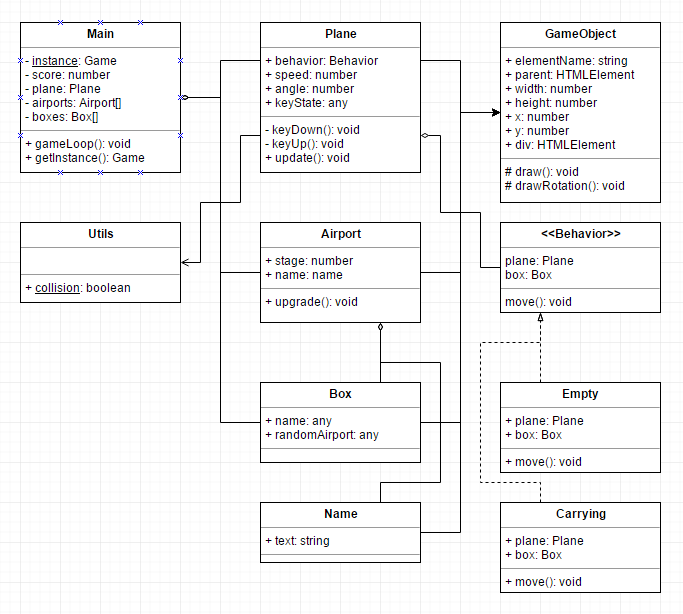 Main
- instance: Game
- score: number
- plane: Plane
- airports: Airport[]
- boxes: Box[]
+ gameLoop(): void
+ getInstance(): Game
Plane
+ behavior: Behavior
+ speed: number
+ angle: number
+ keyState: any
- keyDown(): void
- keyUp(): void
+ update(): void
GameObject
+ elementName: string
+ parent: HTMLElement
+ width: number
+ height: number
+ x: number
+ y: number
+ div: HTMLElement
# draw(): void
# drawRotation(): void
Utils
+ collision: boolean
Airport
+ stage: number
+ name: name
+ upgrade(): void
<<Behavior>>
plane: Plane
box: Box
move(): void
Box
+ name: any
+ randomAirport: any
Empty
+ plane: Plane
+ box: Box
+ move(): void
Name
+ text: string
Carrying
+ plane: Plane
+ box: Box
+ move(): void